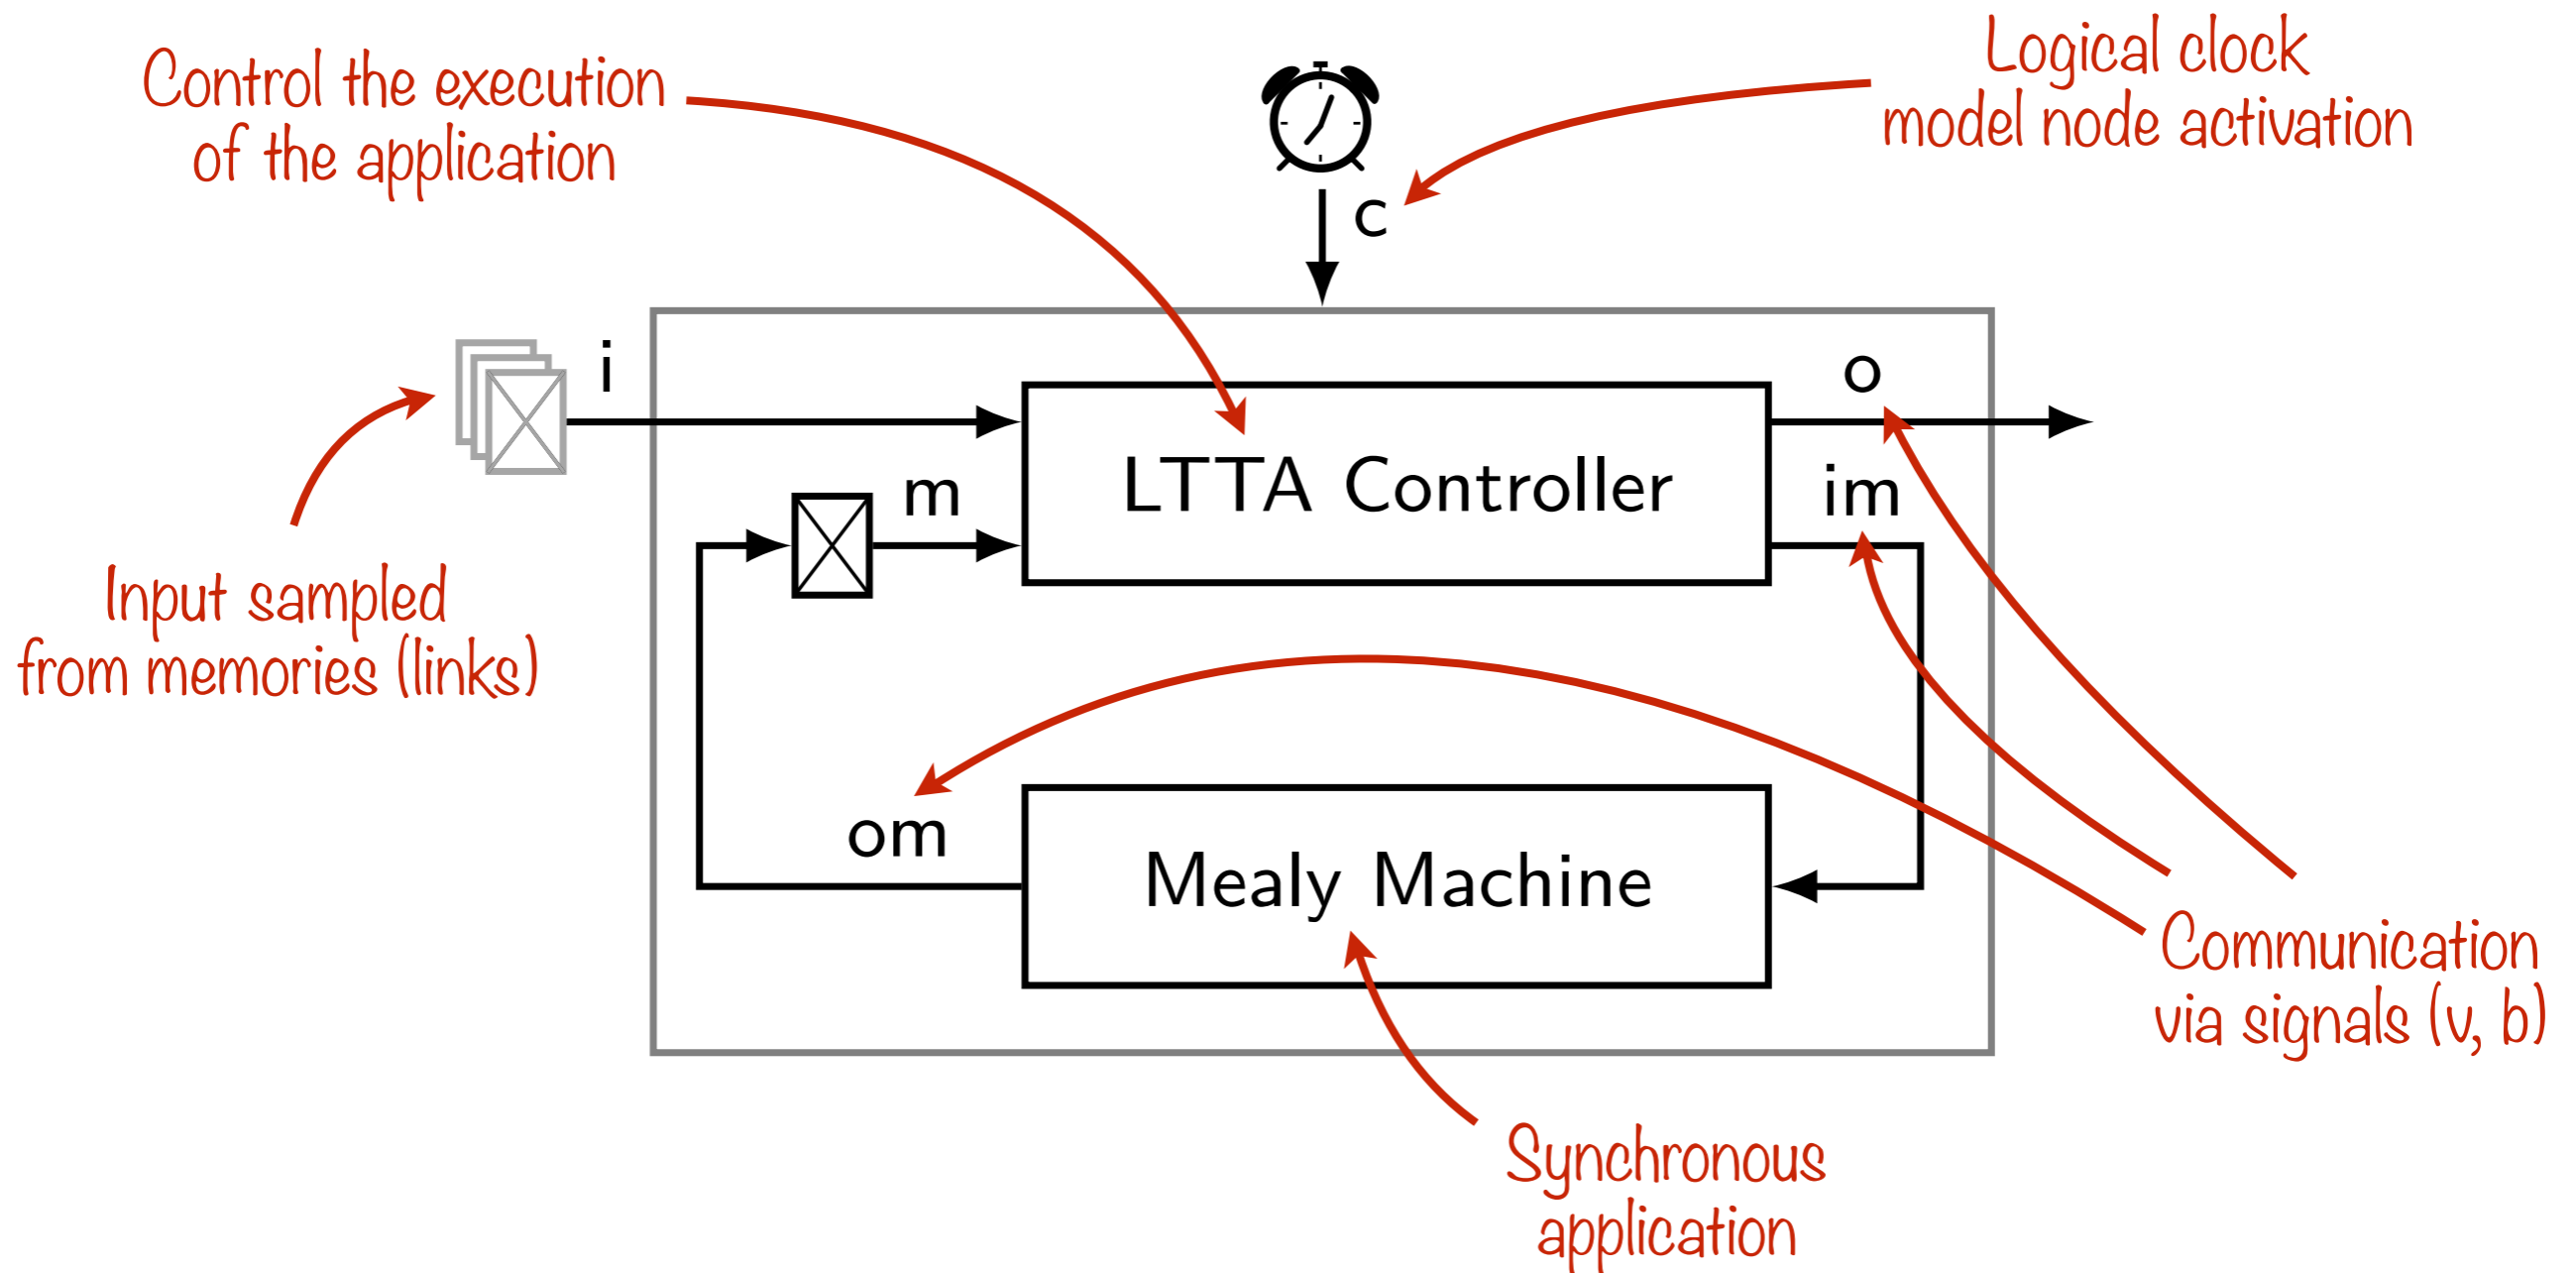 Control the execution
of the application
Logical clock
model node activation
c
i
o
m
LTTA Controller
im
Input sampled
from memories (links)
om
Mealy Machine
Communication
via signals (v, b)
Synchronous
application